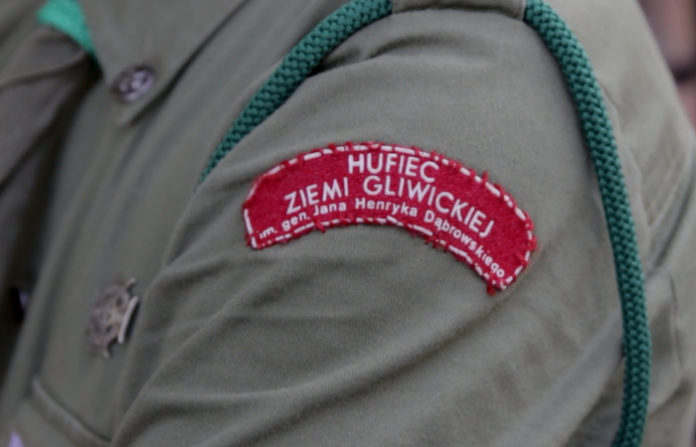 HUFIEC
ZIEMI GLIWICKIEJ
im. gen. Jana Henryka Dąbrowskiego